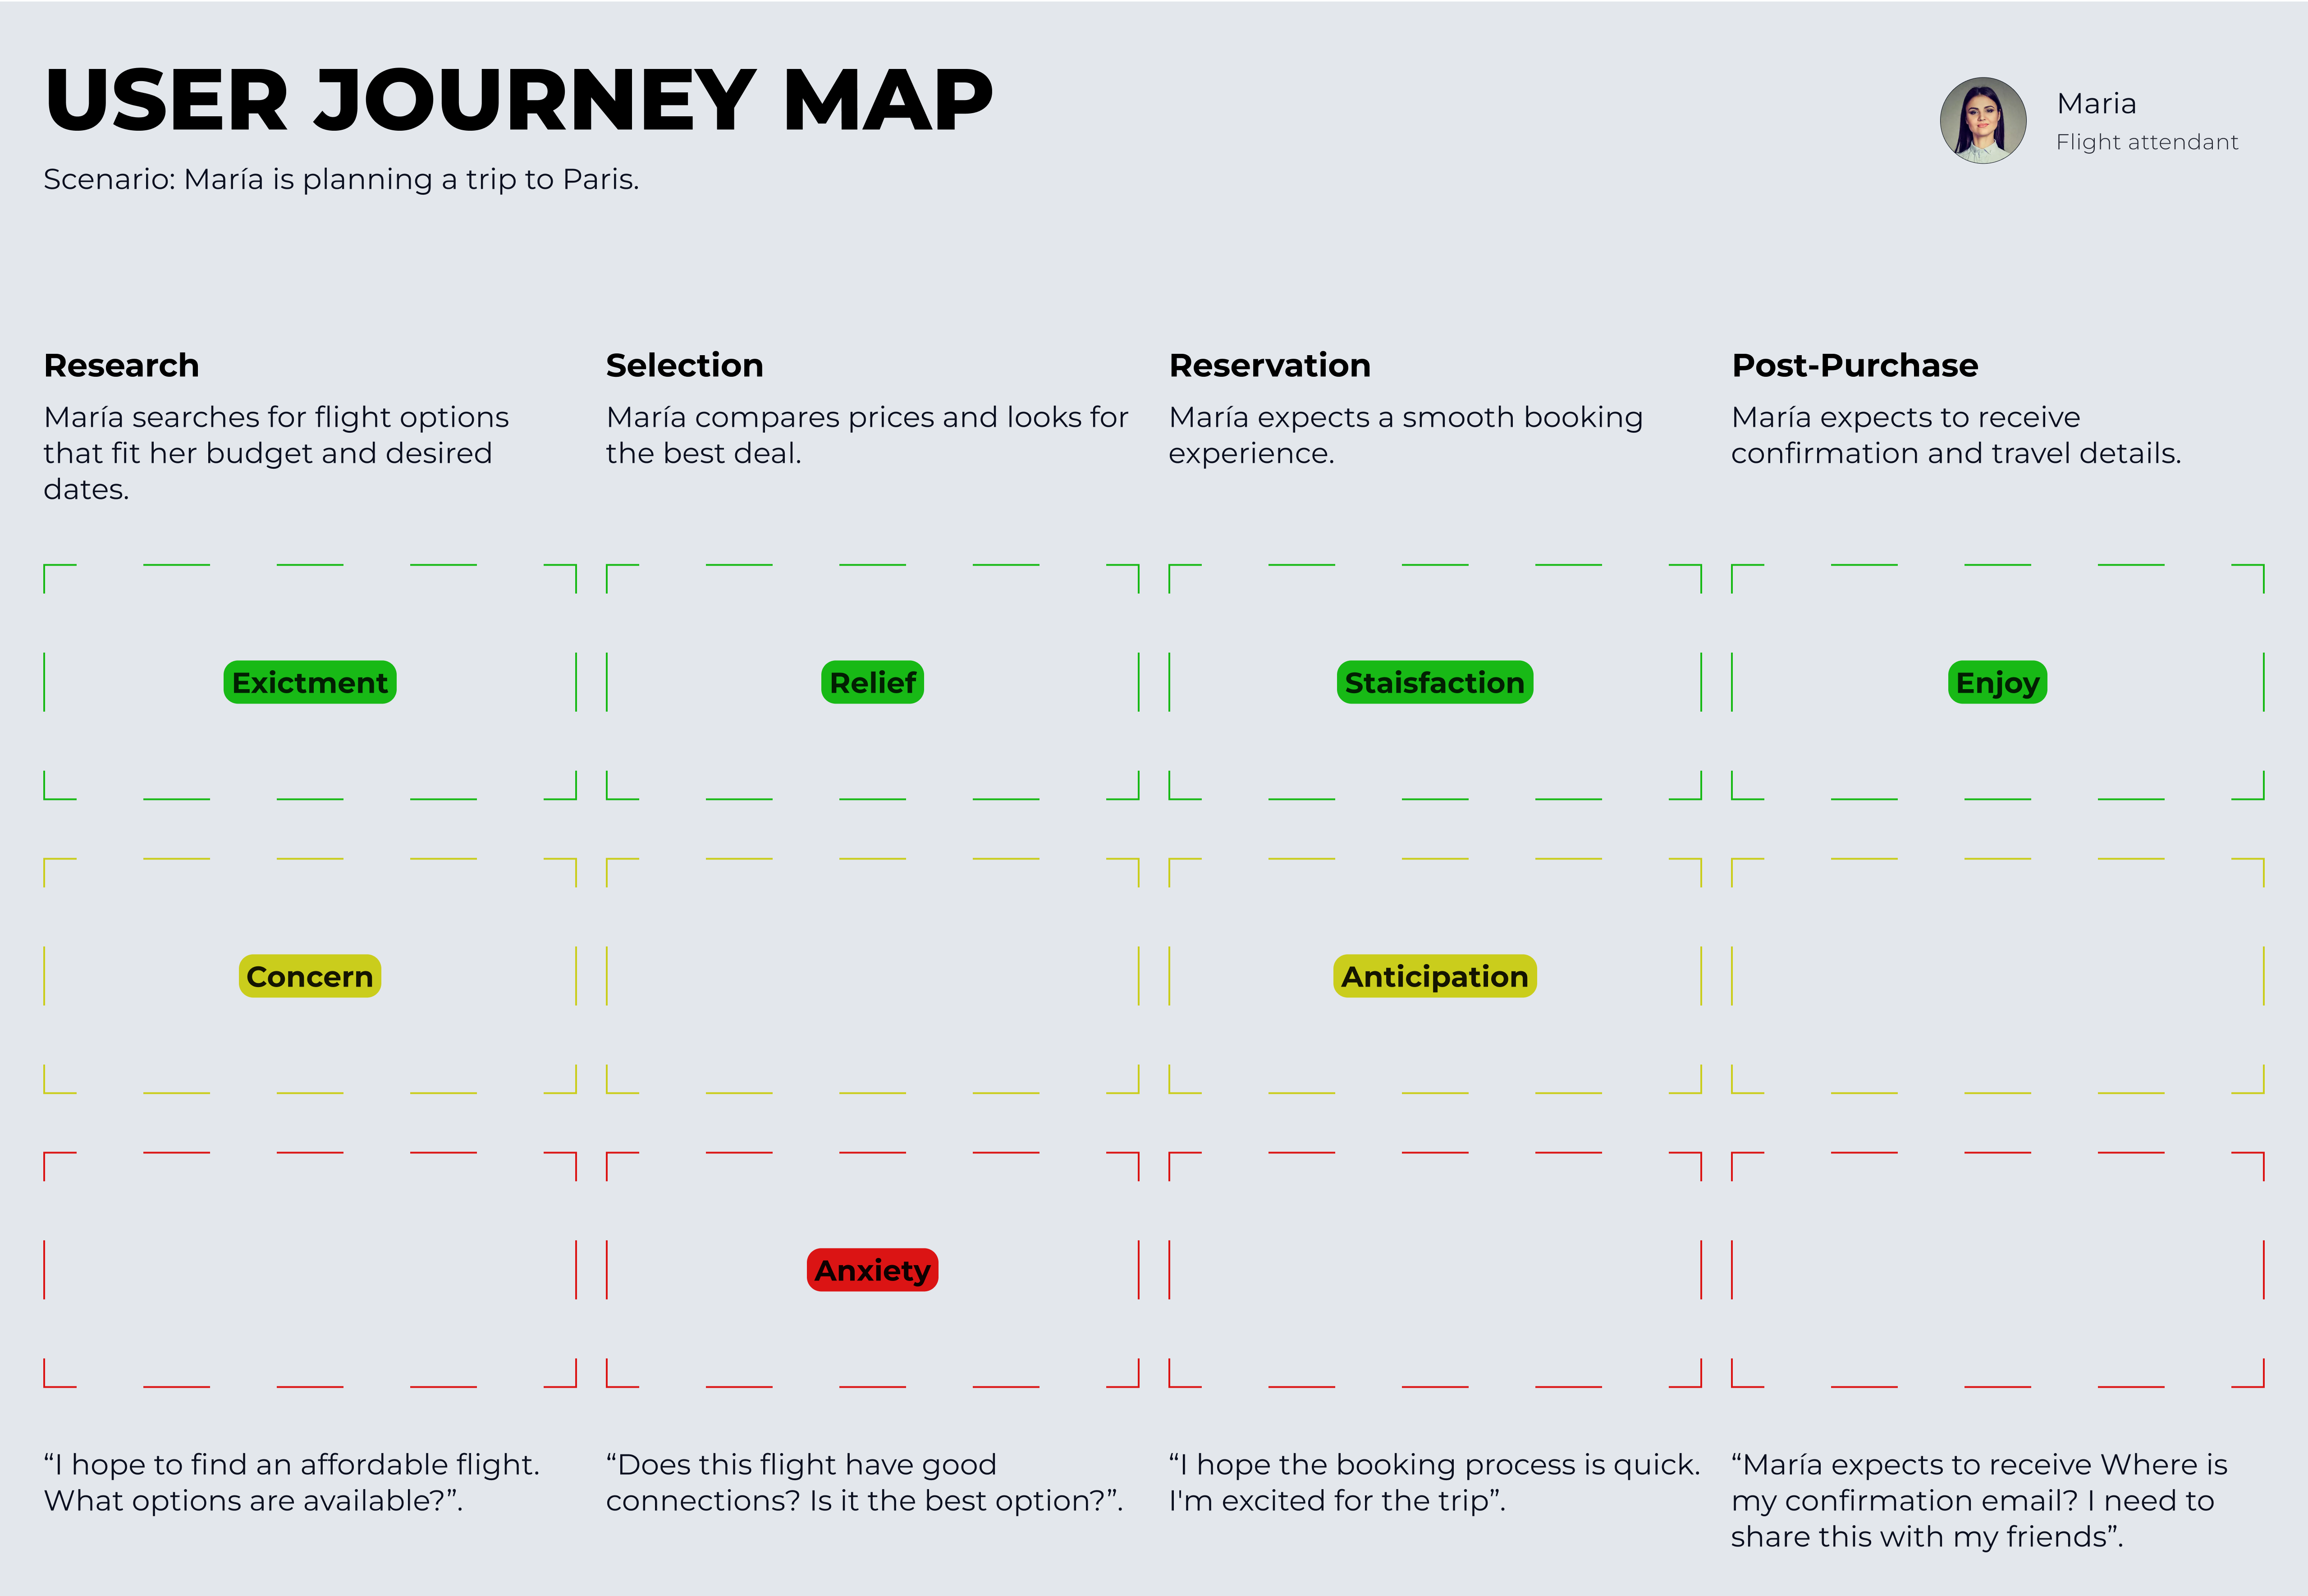 USER JOURNEY MAP
Scenario: María is planning a trip to Paris.
Maria
Flight attendant
Research
María searches for flight options
that fit her budget and desired
dates.
Selection
María compares prices and looks for
the best deal.
Reservation
María expects a smooth booking
experience.
Post-Purchase
María expects to receive
confirmation and travel details.
Exictment
Relief
Staisfaction
Enjoy
Concern
Anticipation
Anxiety
“I hope to find an affordable flight.
What options are available?”.
“Does this flight have good
connections? Is it the best option?”.
“I hope the booking process is quick.
I'm excited for the trip”.
“María expects to receive Where is
my confirmation email? I need to
share this with my friends”.